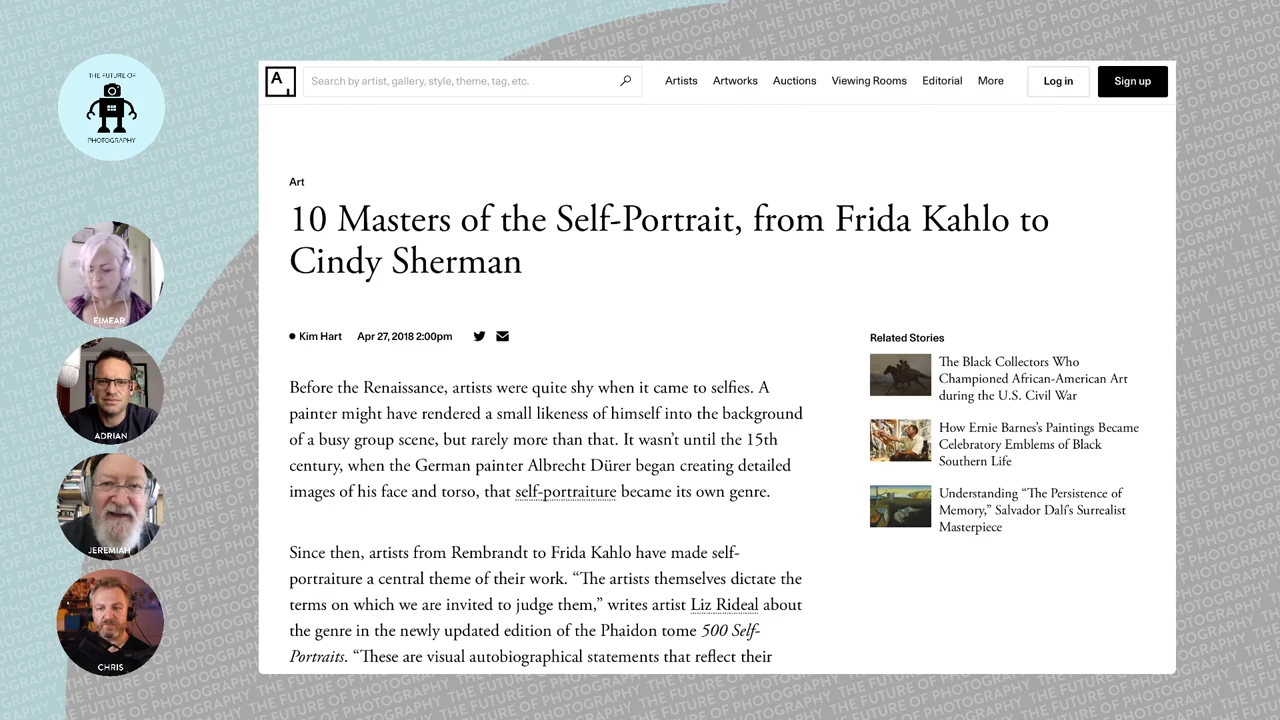 THE FUTURE OF
PHOTOGRAPHY
FIMEAR
ADRIAN
JEREMIAH
CHRIS
A
Search by artist, gallery, style, theme, tag, etc.
Artists
Artworks
Auctions
Viewing Rooms
Editorial
More
Log in
Sign up
Art
10 Masters of the Self-Portrait, from Frida Kahlo to
Cindy Sherman
Kim Hart
Apr 27, 2018 2:00pm
Before the Renaissance, artists were quite shy when it came to selfies. A
painter might have rendered a small likeness of himself into the background
of a busy group scene, but rarely more than that. It wasn’t until the 15th
century, when the German painter Albrecht Dürer began creating detailed
images of his face and torso, that self-portraiture became its own genre.
Since then, artists from Rembrandt to Frida Kahlo have made self-
portraiture a central theme of their work. “The artists themselves dictate the
terms on which we are invited to judge them,” writes artist Liz Rideal about
the genre in the newly updated edition of the Phaidon tome 500 Self-
Portraits. “These are visual autobiographical statements that reflect their
Related Stories
The Black Collectors Who
Championed African-American Art
during the U.S. Civil War
How Ernie Barnes’s Paintings Became
Celebratory Emblems of Black
Southern Life
Understanding “The Persistence of
Memory,” Salvador Dalí’s Surrealist
Masterpiece
THE FUTURE OF PHOTOGRAPHY